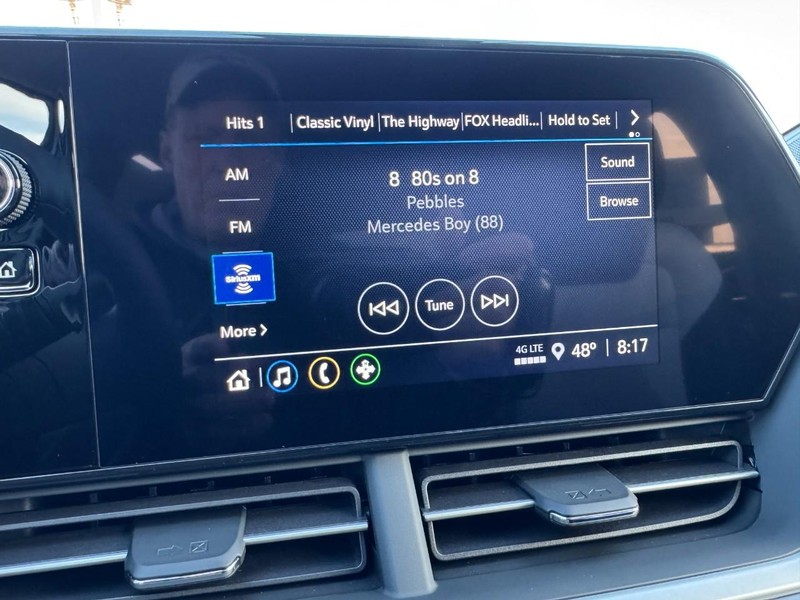 Hits 1 Classic Vinyl The Highway FOX Headli... Hold to Set
AM
FM
SiriusXM
More
8 80s on 8
Pebbles
Mercedes Boy (88)
Sound
Browse
Tune
4G LTE 48° 8:17